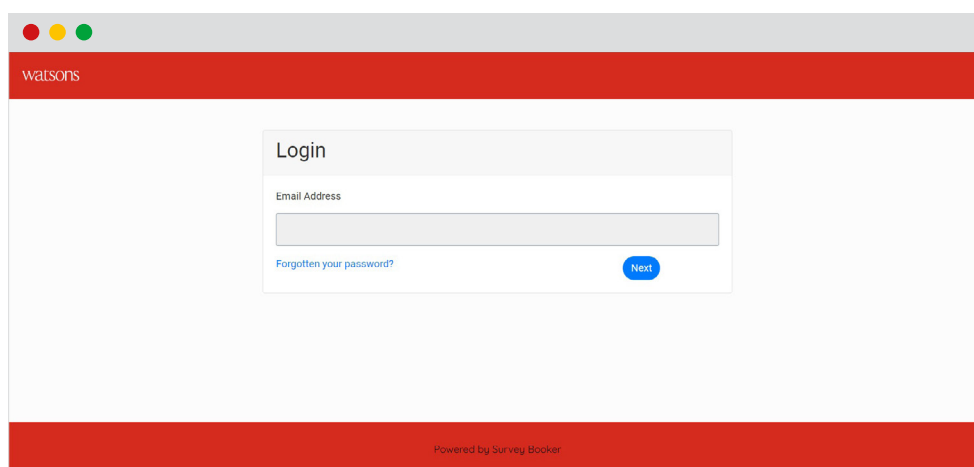 watsons
Login
Email Address
Forgotten your password?
Next
Powered by Survey Booker